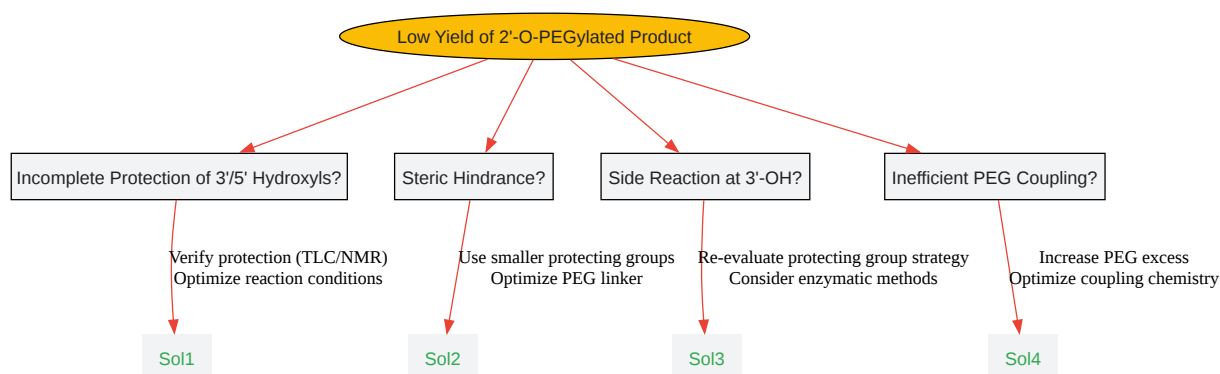 Low Yield of 2'-O-PEGylated Product
Incomplete Protection of 3'/5' Hydroxyls?
Steric Hindrance?
Side Reaction at 3'-OH?
Inefficient PEG Coupling?
Verify protection (TLC/NMR)
Optimize reaction conditions
Use smaller protecting groups
Optimize PEG linker
Re-evaluate protecting group strategy
Consider enzymatic methods
Increase PEG excess
Optimize coupling chemistry
Sol1
Sol2
Sol3
Sol4